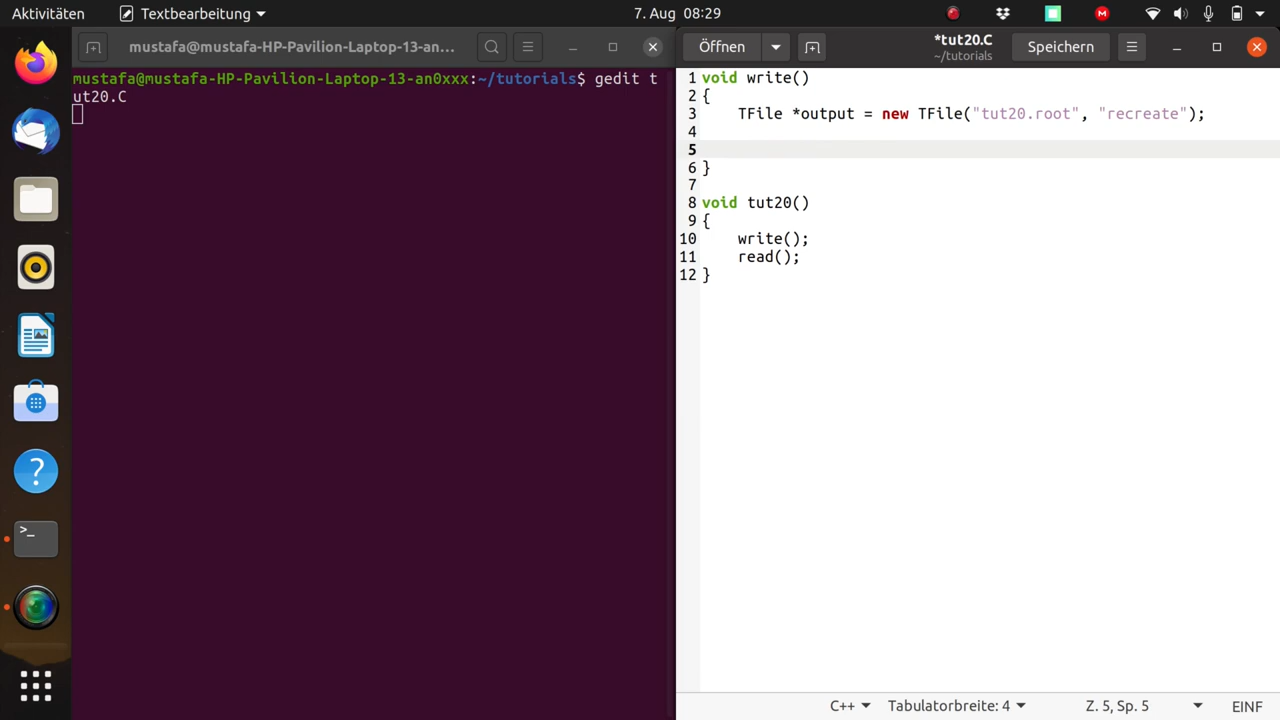 Aktivitäten
Textbearbeitung
7. Aug 08:29
mustafa@mustafa-HP-Pavilion-Laptop-13-an...
mustafa@mustafa-HP-Pavilion-Laptop-13-an0xxx:~/tutorials$ gedit t
ut20.C
Öffnen
*tut20.C
~/tutorials
Speichern
1 void write()
2 {
3     TFile *output = new TFile("tut20.root", "recreate");
4
5
6 }
7
8 void tut20()
9 {
10     write();
11     read();
12 }
C++
Tabulatorbreite: 4
Z. 5, Sp. 5
EINF